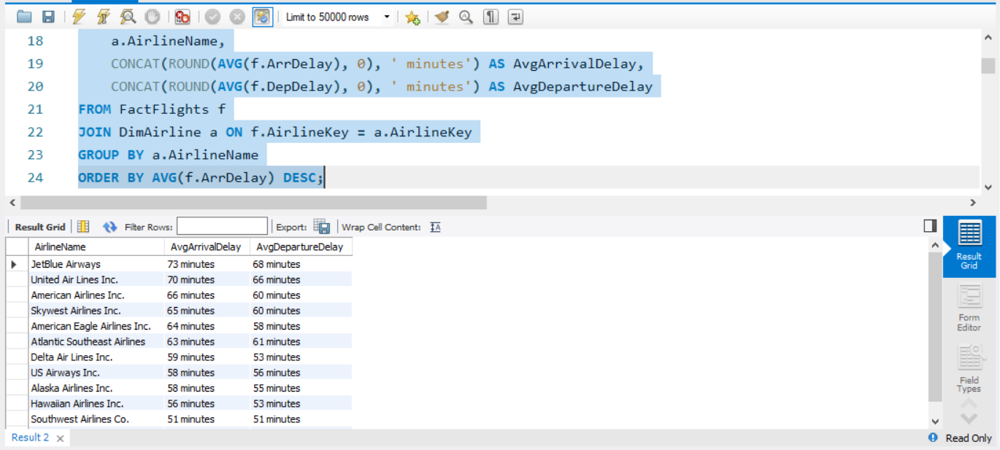 Limit to 50000 rows
18 a.AirlineName,
19 CONCAT(ROUND(AVG(f.ArrDelay), 0), ' minutes') AS AvgArrivalDelay,
20 CONCAT(ROUND(AVG(f.DepDelay), 0), ' minutes') AS AvgDepartureDelay
21 FROM FactFlights f
22 JOIN DimAirline a ON f.AirlineKey = a.AirlineKey
23 GROUP BY a.AirlineName
24 ORDER BY AVG(f.ArrDelay) DESC;
Result Grid Filter Rows: Export: Wrap Cell Content:
AirlineName AvgArrivalDelay AvgDepartureDelay
JetBlue Airways 73 minutes 68 minutes
United Air Lines Inc. 70 minutes 66 minutes
American Airlines Inc. 66 minutes 60 minutes
Skywest Airlines Inc. 65 minutes 60 minutes
American Eagle Airlines Inc. 64 minutes 58 minutes
Atlantic Southeast Airlines 63 minutes 61 minutes
Delta Air Lines Inc. 59 minutes 53 minutes
US Airways Inc. 58 minutes 56 minutes
Alaska Airlines Inc. 58 minutes 55 minutes
Hawaiian Airlines Inc. 56 minutes 53 minutes
Southwest Airlines Co. 51 minutes 51 minutes
Result
Grid
Form
Editor
Field
Types
Result 2 Read Only